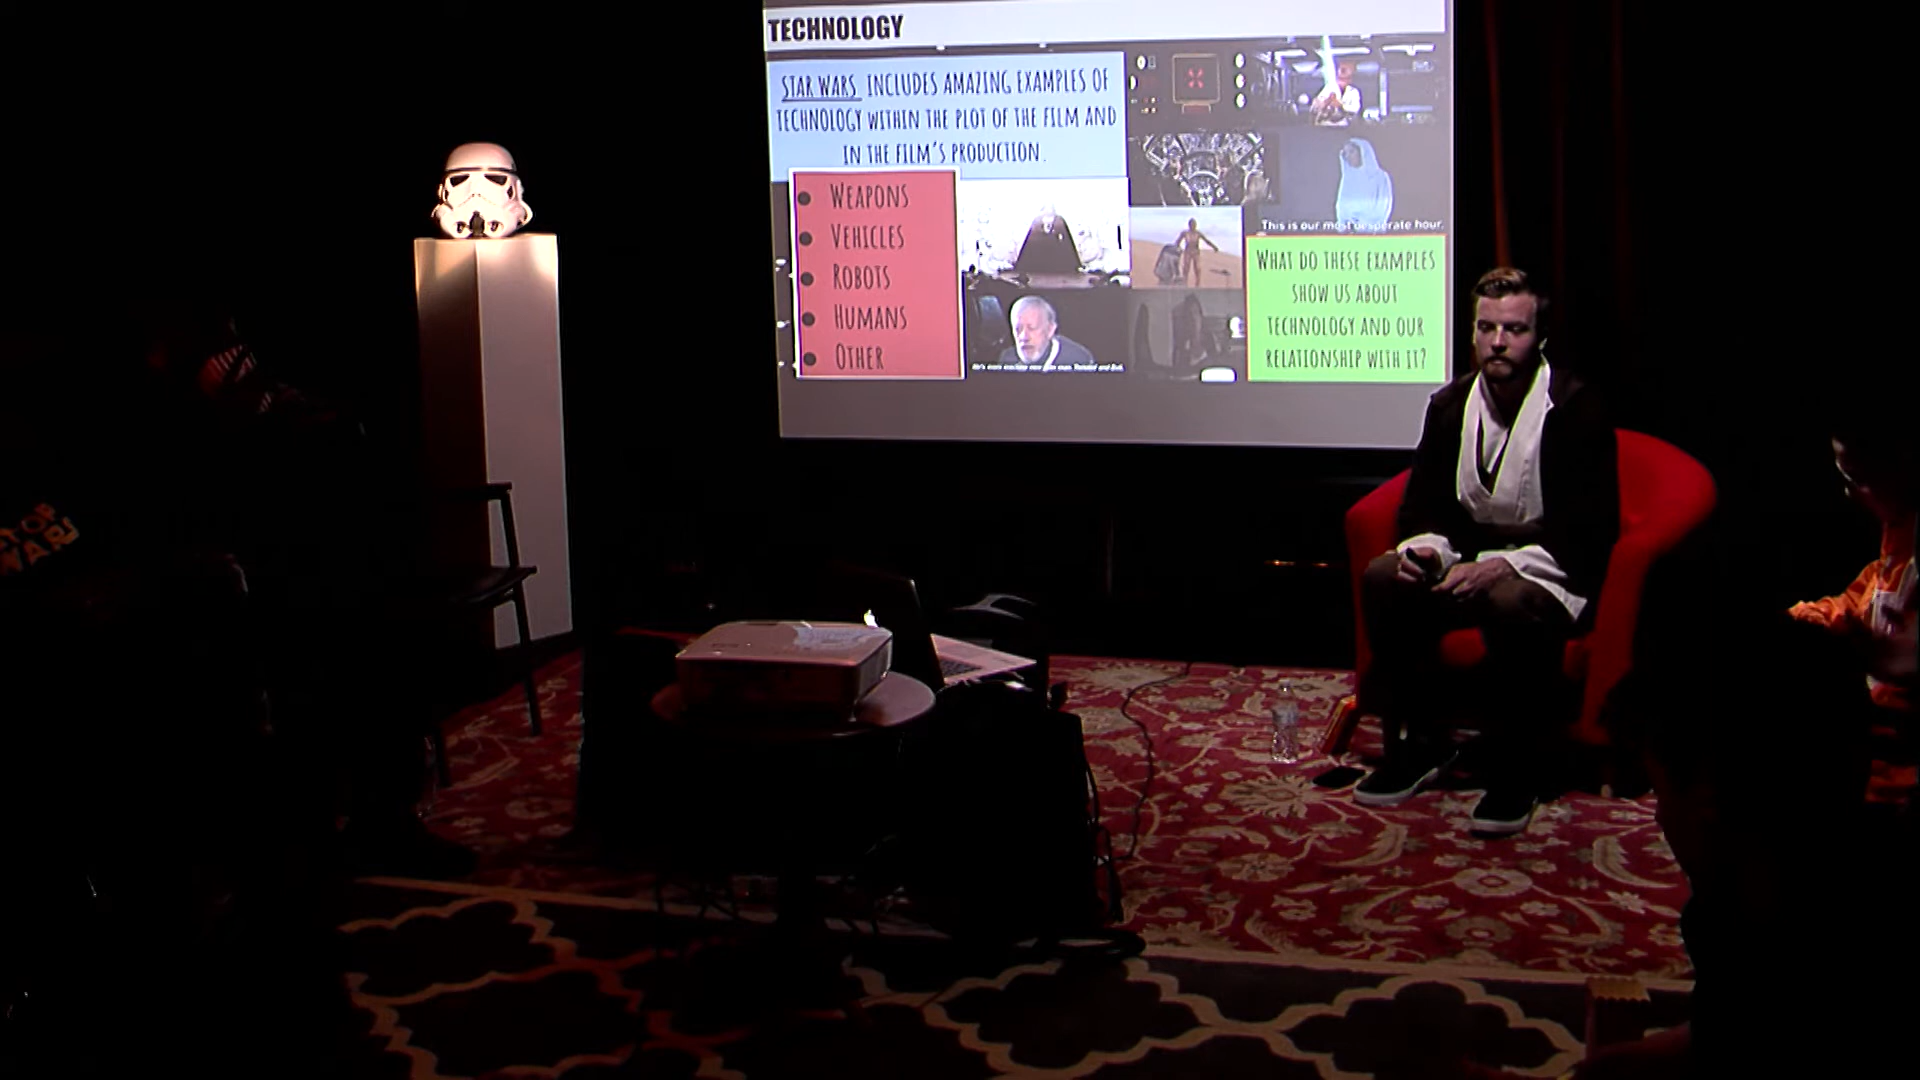 TECHNOLOGY
STAR WARS INCLUDES AMAZING EXAMPLES OF
TECHNOLOGY WITHIN THE PLOT OF THE FILM AND
IN THE FILM'S PRODUCTION.
WEAPONS
VEHICLES
ROBOTS
HUMANS
OTHER
This is our most desperate hour.
WHAT DO THESE EXAMPLES
SHOW US ABOUT
TECHNOLOGY AND OUR
RELATIONSHIP WITH IT?